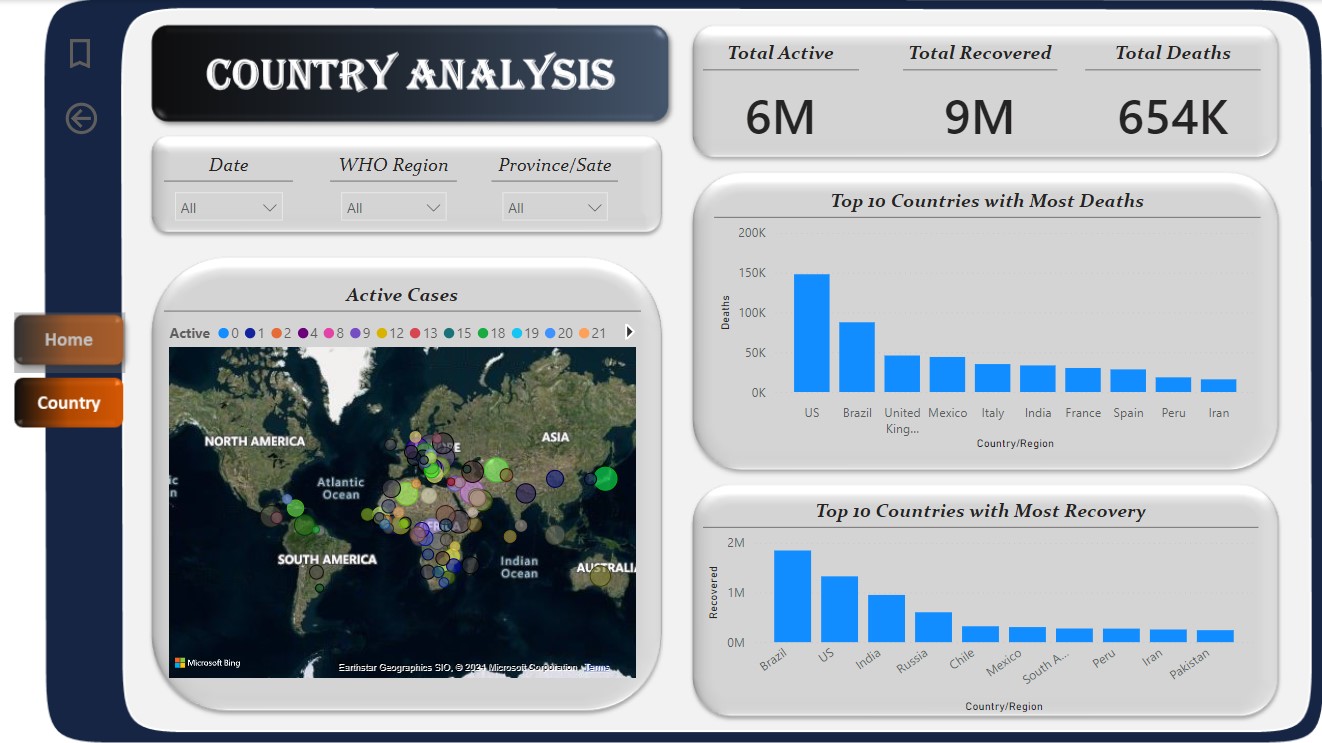 COUNTRY ANALYSIS
Total Active
Total Recovered
Total Deaths
6M
9M
654K
Date
WHO Region
Province/Sate
All
All
All
Home
Country
Active Cases
Active 0 1 2 4 8 9 12 13 15 18 19 20 21
NORTH AMERICA
ASIA
Atlantic
Ocean
SOUTH AMERICA
Indian
Ocean
AUSTRALIA
Microsoft Bing
Earthstar Geographics SIO, © 2024 Microsoft Corporation Terms
Top 10 Countries with Most Deaths
200K
150K
100K
50K
0K
Deaths
US Brazil United Mexico Italy India France Spain Peru Iran
King...
Country/Region
Top 10 Countries with Most Recovery
2M
1M
0M
Recovered
Brazil US India Russia Chile Mexico South A... Peru Iran Pakistan
Country/Region